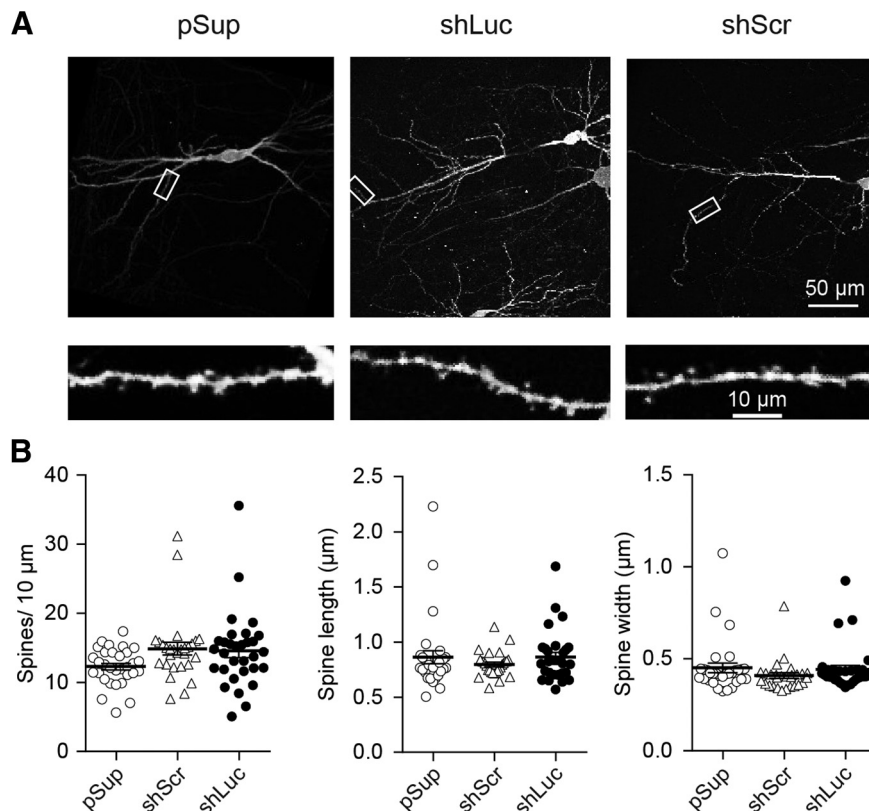 A
pSup
shLuc
shScr
50 µm
10 µm
B
Spines/ 10 µm
40
30
20
10
0
pSup
shScr
shLuc
Spine length (µm)
2.5
2.0
1.5
1.0
0.5
0.0
pSup
shScr
shLuc
Spine width (µm)
1.5
1.0
0.5
0.0
pSup
shScr
shLuc